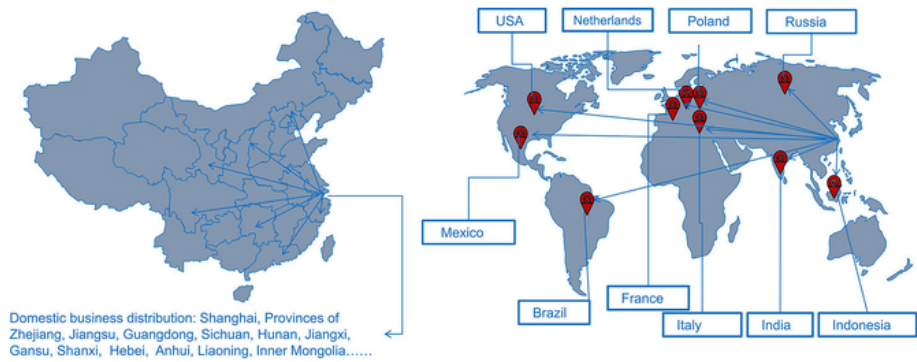 USA
Netherlands
Poland
Russia
Mexico
Brazil
France
Italy
India
Indonesia
Domestic business distribution: Shanghai, Provinces of
Zhejiang, Jiangsu, Guangdong, Sichuan, Hunan, Jiangxi,
Gansu, Shanxi, Hebei, Anhui, Liaoning, Inner Mongolia……